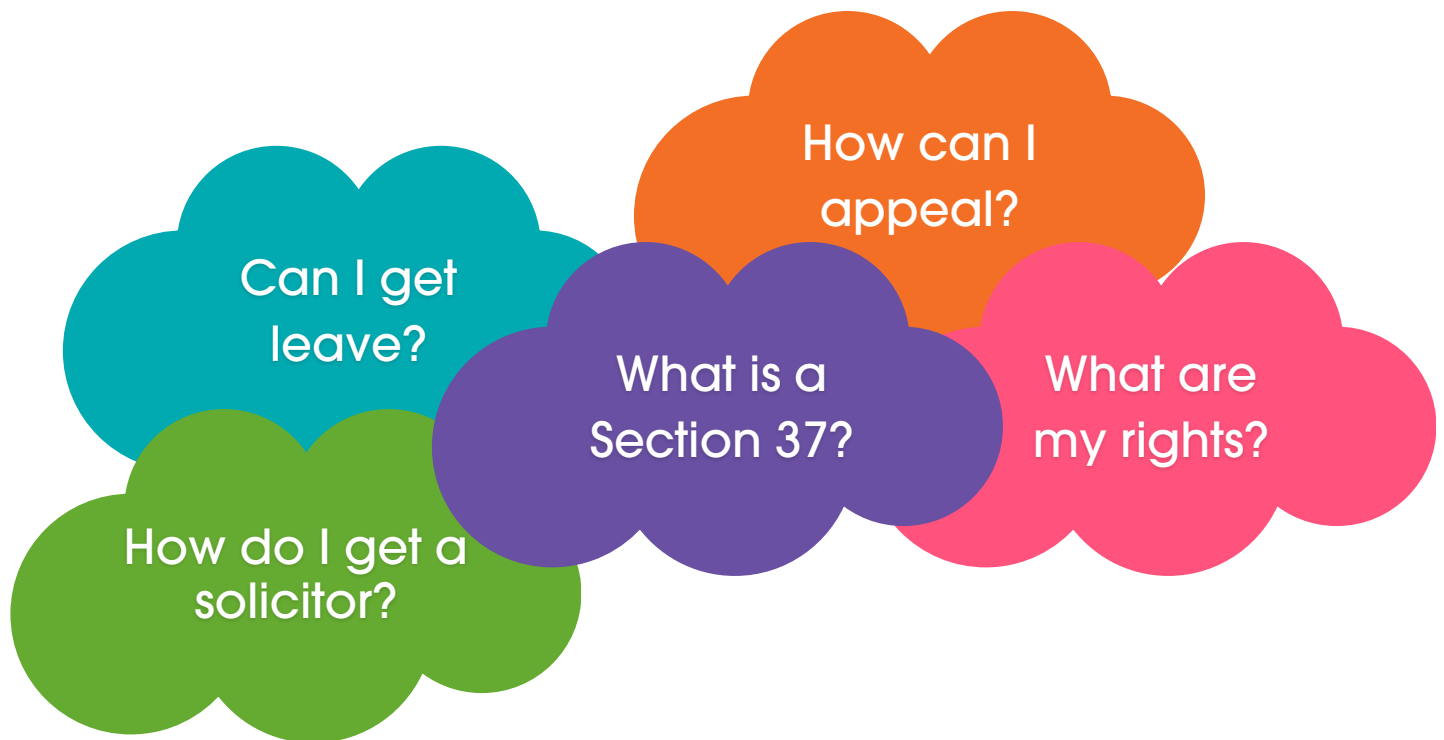 How can I
appeal?
Can I get
leave?
What is a
Section 37?
What are
my rights?
How do I get a
solicitor?